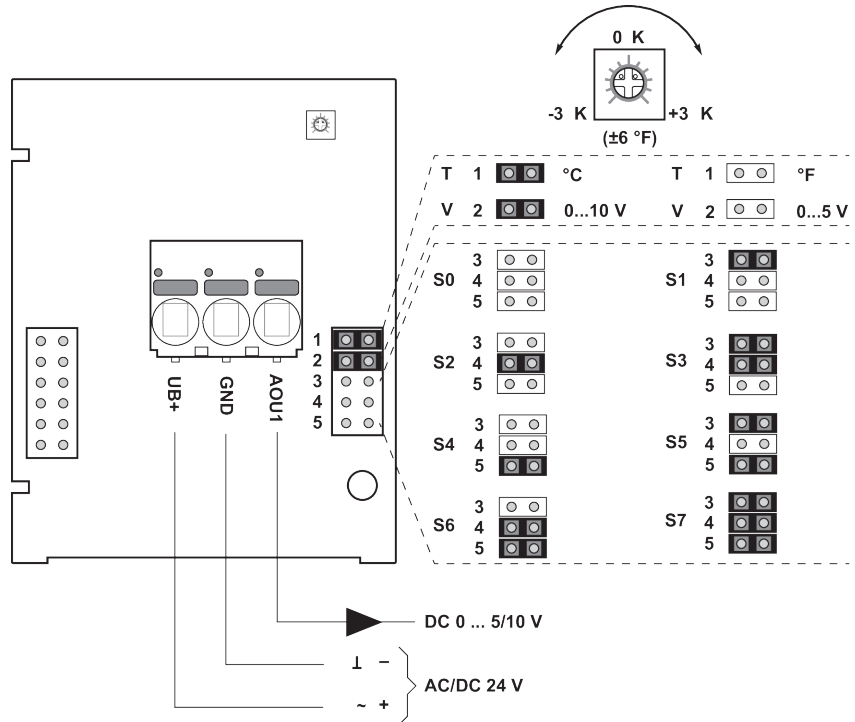 0 K
-3 K +3 K
(±6 °F)
T 1 °C
T 1 °F
V 2 0...10 V
V 2 0...5 V
S0 3 4 5
S1 3 4 5
S2 3 4 5
S3 3 4 5
S4 3 4 5
S5 3 4 5
S6 3 4 5
S7 3 4 5
1
2
3
4
5
UB+
GND
AOU1
DC 0 ... 5/10 V
⊥ –
~ +
AC/DC 24 V